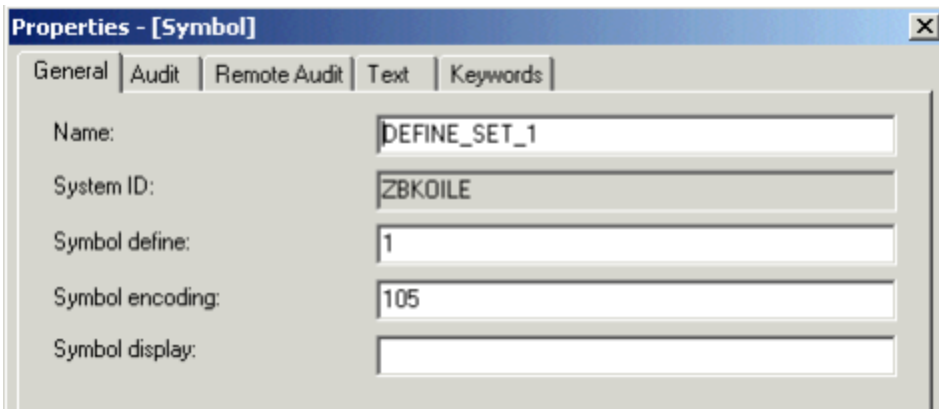 Properties - [Symbol]
General Audit Remote Audit Text Keywords
Name: DEFINE_SET_1
System ID: ZBKOILE
Symbol define: 1
Symbol encoding: 105
Symbol display: